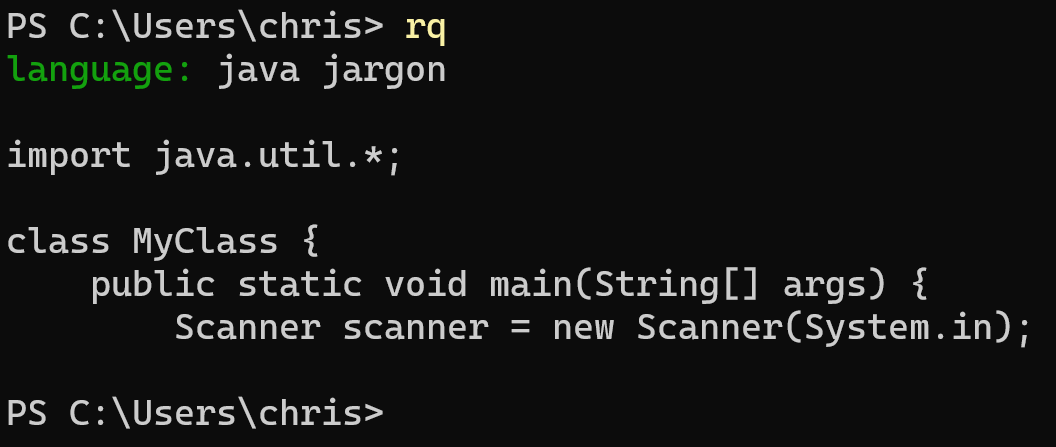 PS C:\Users\chris> rq
language: java jargon
import java.util.*;
class MyClass {
    public static void main(String[] args) {
        Scanner scanner = new Scanner(System.in);
PS C:\Users\chris>